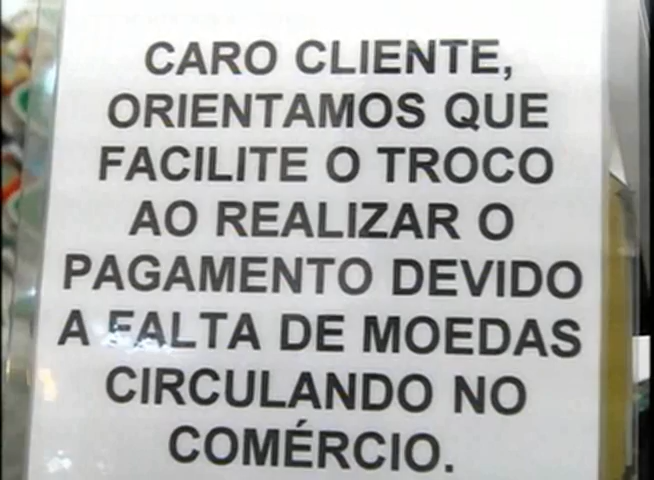 CARO CLIENTE,
ORIENTAMOS QUE
FACILITE O TROCO
AO REALIZAR O
PAGAMENTO DEVIDO
A FALTA DE MOEDAS
CIRCULANDO NO
COMÉRCIO.